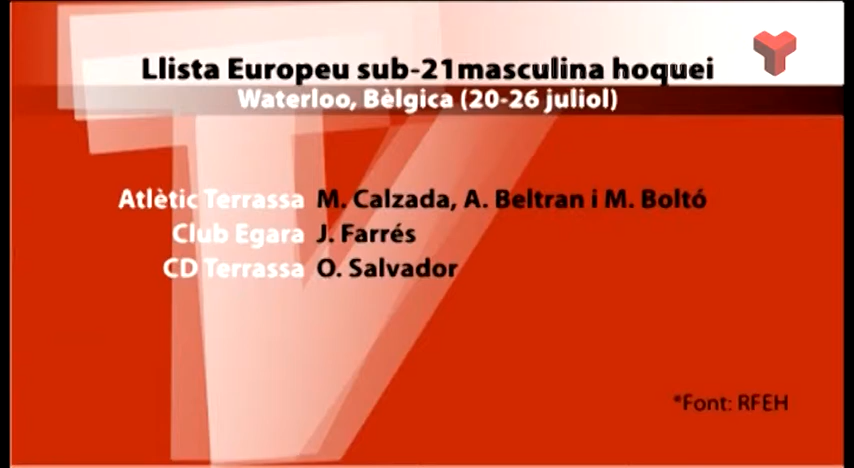 Llista Europeu sub-21masculina hoquei
Waterloo, Bèlgica (20-26 juliol)
Atlètic Terrassa M. Calzada, A. Beltran i M. Boltó
Club Egara J. Farrés
CD Terrassa O. Salvador
*Font: RFEH